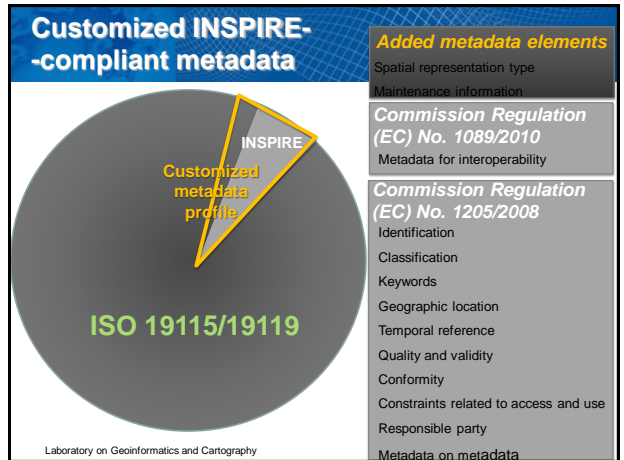 Customized INSPIRE-
-compliant metadata
Added metadata elements
Spatial representation type
Maintenance information
Commission Regulation
(EC) No. 1089/2010
Metadata for interoperability
Commission Regulation
(EC) No. 1205/2008
Identification
Classification
Keywords
Geographic location
Temporal reference
Quality and validity
Conformity
Constraints related to access and use
Responsible party
Metadata on metadata
INSPIRE
Customized
metadata
profile
ISO 19115/19119
Laboratory on Geoinformatics and Cartography